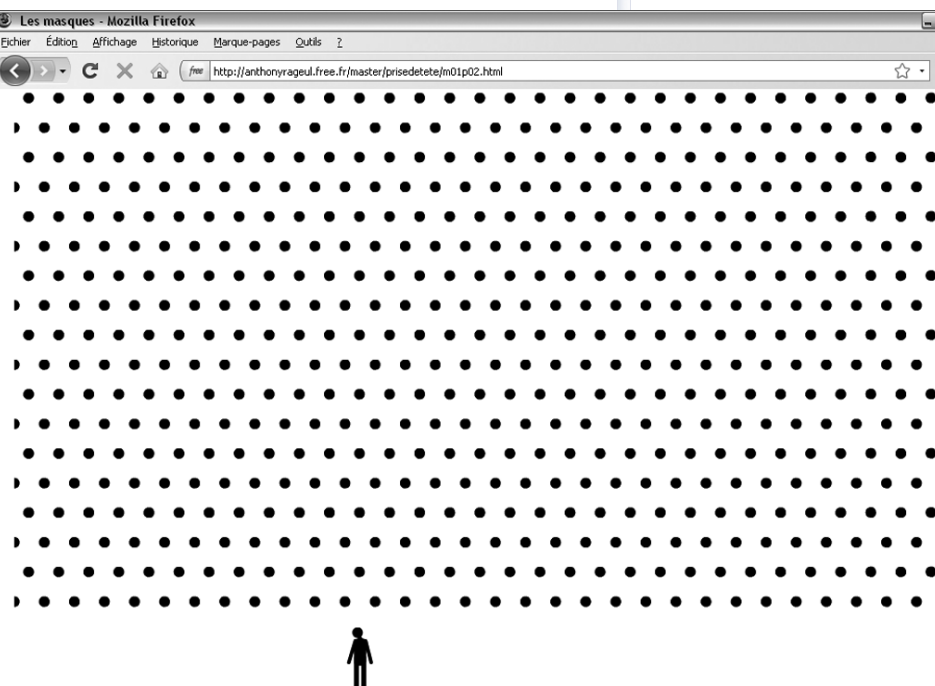 Les masques - Mozilla Firefox
Fichier Édition Affichage Historique Marque-pages Outils ?
free http://anthonyrageul.free.fr/master/prisedetete/m01p02.html